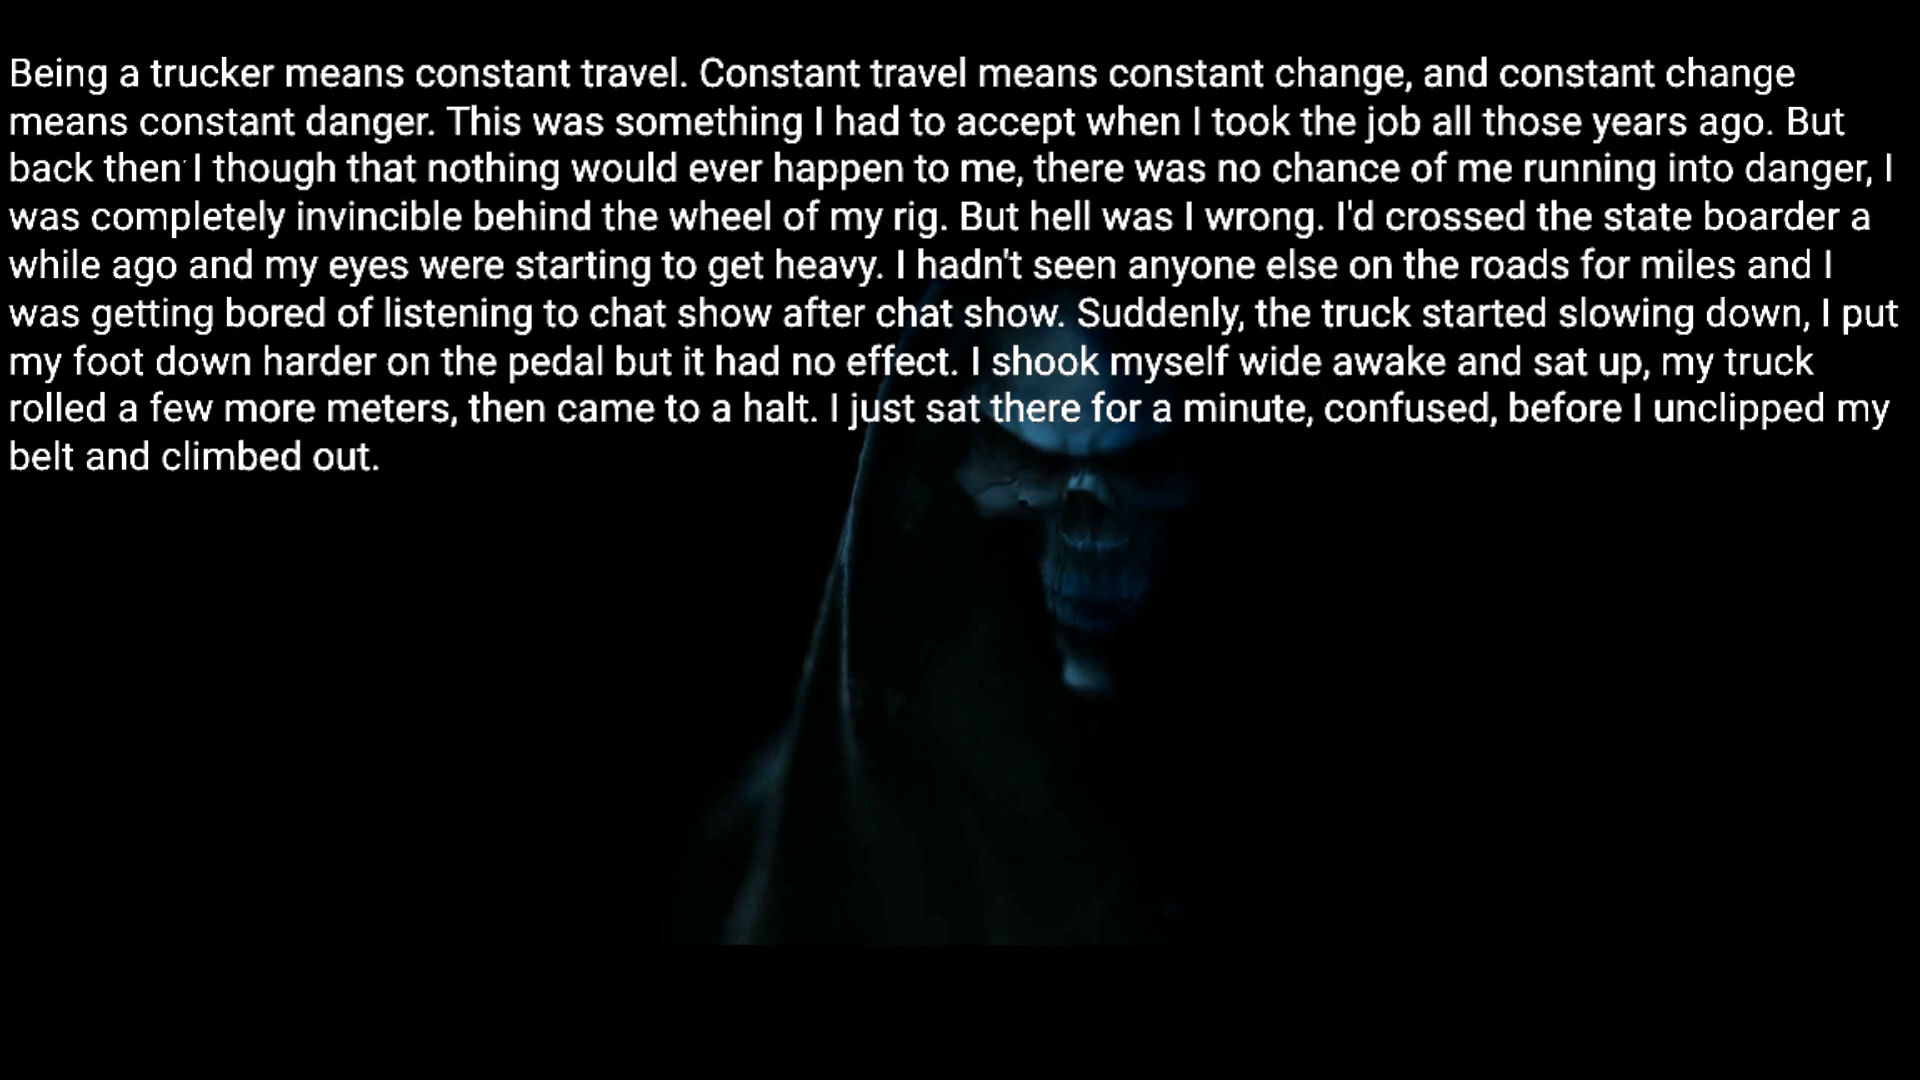 Being a trucker means constant travel. Constant travel means constant change, and constant change
means constant danger. This was something I had to accept when I took the job all those years ago. But
back then I though that nothing would ever happen to me, there was no chance of me running into danger, I
was completely invincible behind the wheel of my rig. But hell was I wrong. I'd crossed the state boarder a
while ago and my eyes were starting to get heavy. I hadn't seen anyone else on the roads for miles and I
was getting bored of listening to chat show after chat show. Suddenly, the truck started slowing down, I put
my foot down harder on the pedal but it had no effect. I shook myself wide awake and sat up, my truck
rolled a few more meters, then came to a halt. I just sat there for a minute, confused, before I unclipped my
belt and climbed out.